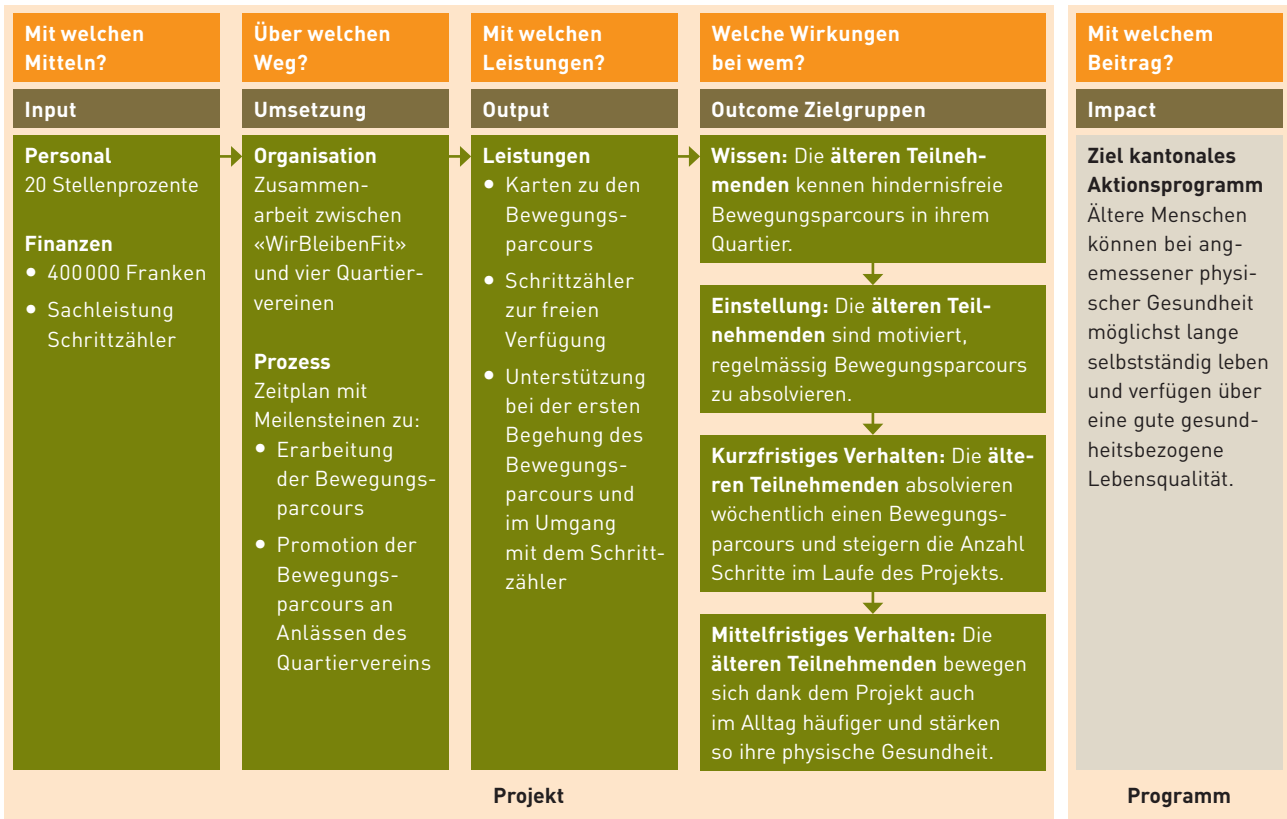 Mit welchen
Mitteln?
Input
Personal
20 Stellenprozente
Finanzen
• 400 000 Franken
• Sachleistung
Schrittzähler
Über welchen
Weg?
Umsetzung
Organisation
Zusammen-
arbeit zwischen
«WirBleibenFit»
und vier Quartier-
vereinen
Prozess
Zeitplan mit
Meilensteinen zu:
• Erarbeitung
der Bewegungs-
parcours
• Promotion der
Bewegungs-
parcours an
Anlässen des
Quartiervereins
Mit welchen
Leistungen?
Output
Leistungen
• Karten zu den
Bewegungs-
parcours
• Schrittzähler
zur freien
Verfügung
• Unterstützung
bei der ersten
Begehung des
Bewegungs-
parcours und
im Umgang
mit dem Schritt-
zähler
Welche Wirkungen
bei wem?
Outcome Zielgruppen
Wissen: Die älteren Teilneh-
menden kennen hindernisfreie
Bewegungsparcours in ihrem
Quartier.
Einstellung: Die älteren Teil-
nehmenden sind motiviert,
regelmässig Bewegungsparcours
zu absolvieren.
Kurzfristiges Verhalten: Die älte-
ren Teilnehmenden absolvieren
wöchentlich einen Bewegungs-
parcours und steigern die Anzahl
Schritte im Laufe des Projekts.
Mittelfristiges Verhalten: Die
älteren Teilnehmenden bewegen
sich dank dem Projekt auch
im Alltag häufiger und stärken
so ihre physische Gesundheit.
Projekt
Mit welchem
Beitrag?
Impact
Ziel kantonales
Aktionsprogramm
Ältere Menschen
können bei ang-
emessener physi-
scher Gesundheit
möglichst lange
selbstständig leben
und verfügen über
eine gute gesund-
heitsbezogene
Lebensqualität.
Programm